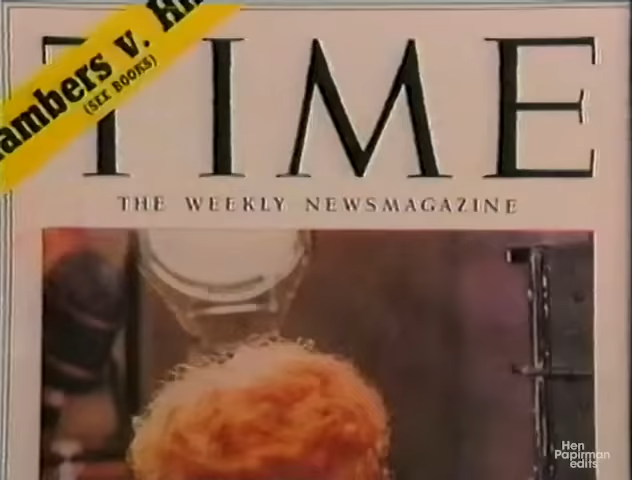 ambers v.
(SEE BOOKS)
TIME
THE WEEKLY NEWSMAGAZINE
Hen
Papirman
edits